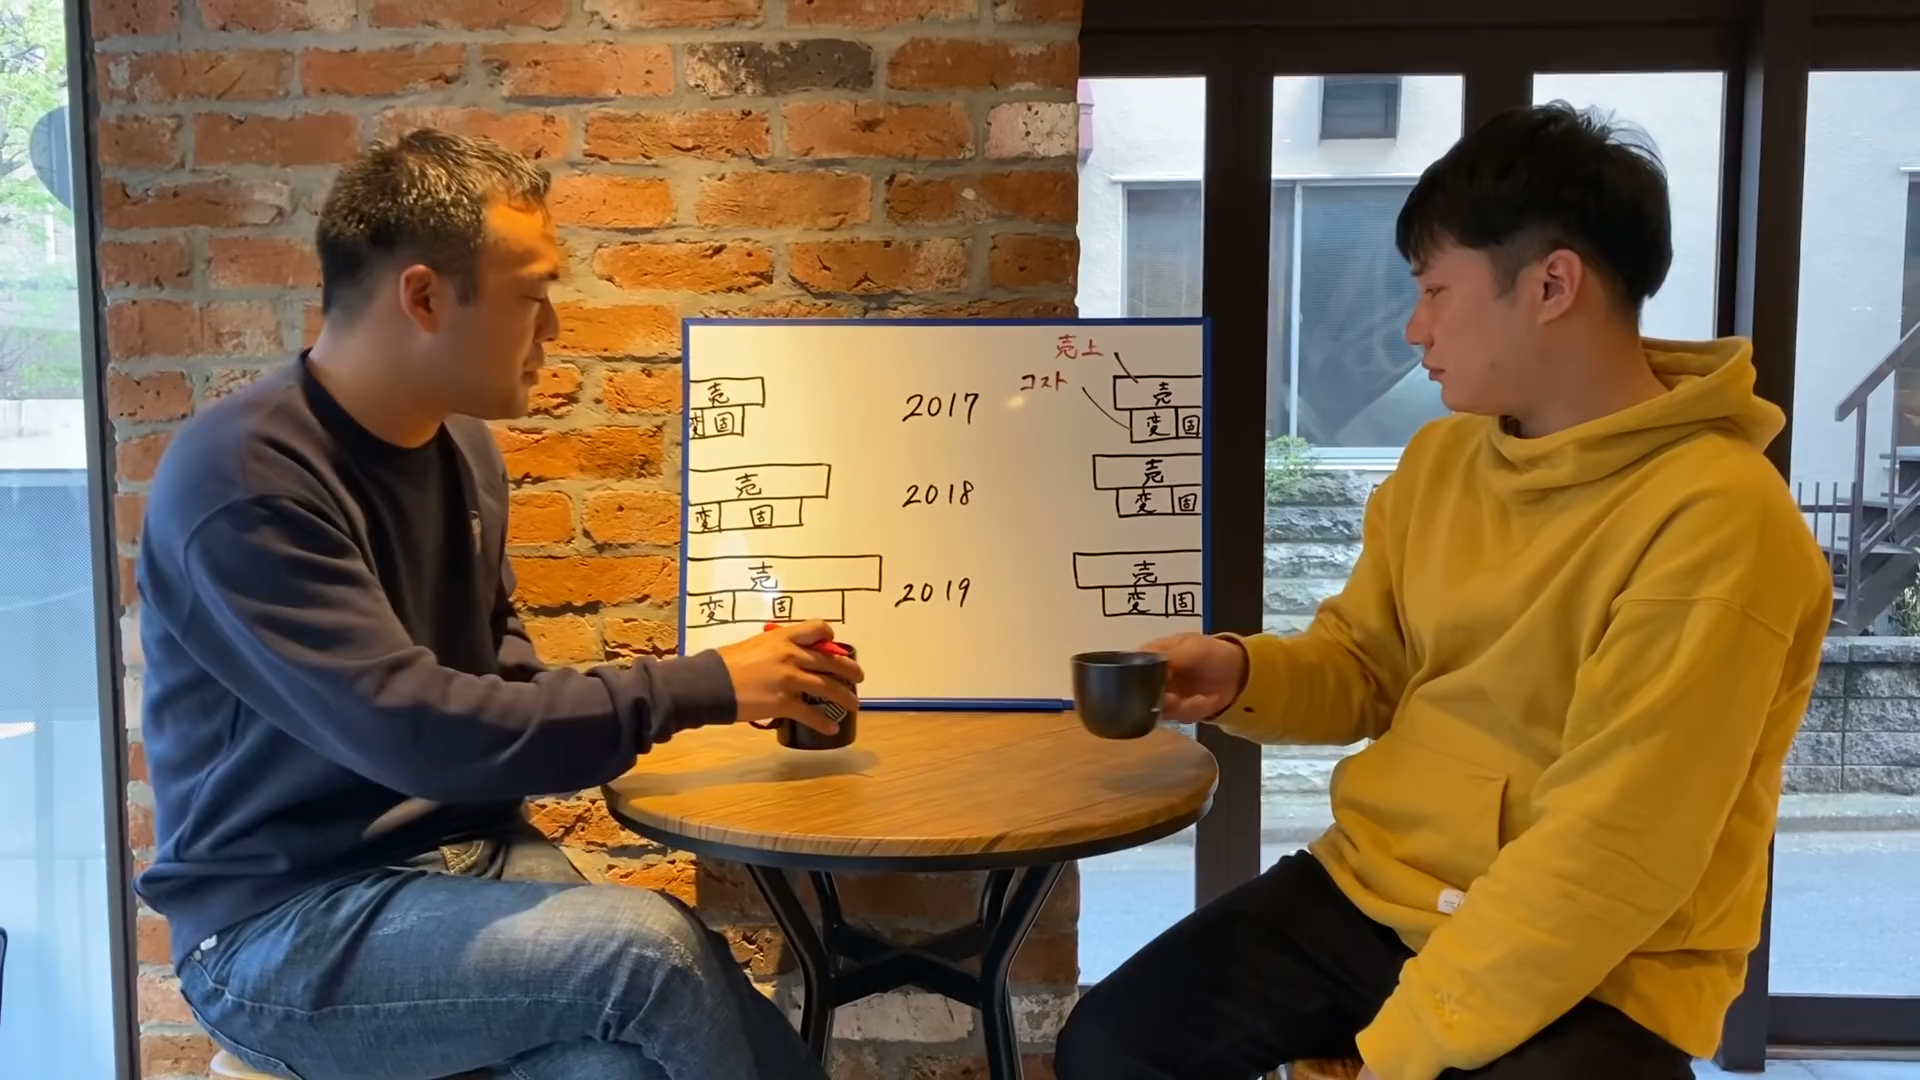 売上
コスト
売 2017 売
変 固 変 固
売 2018 売
変 固 変 固
売 2019 売
変 固 変 固